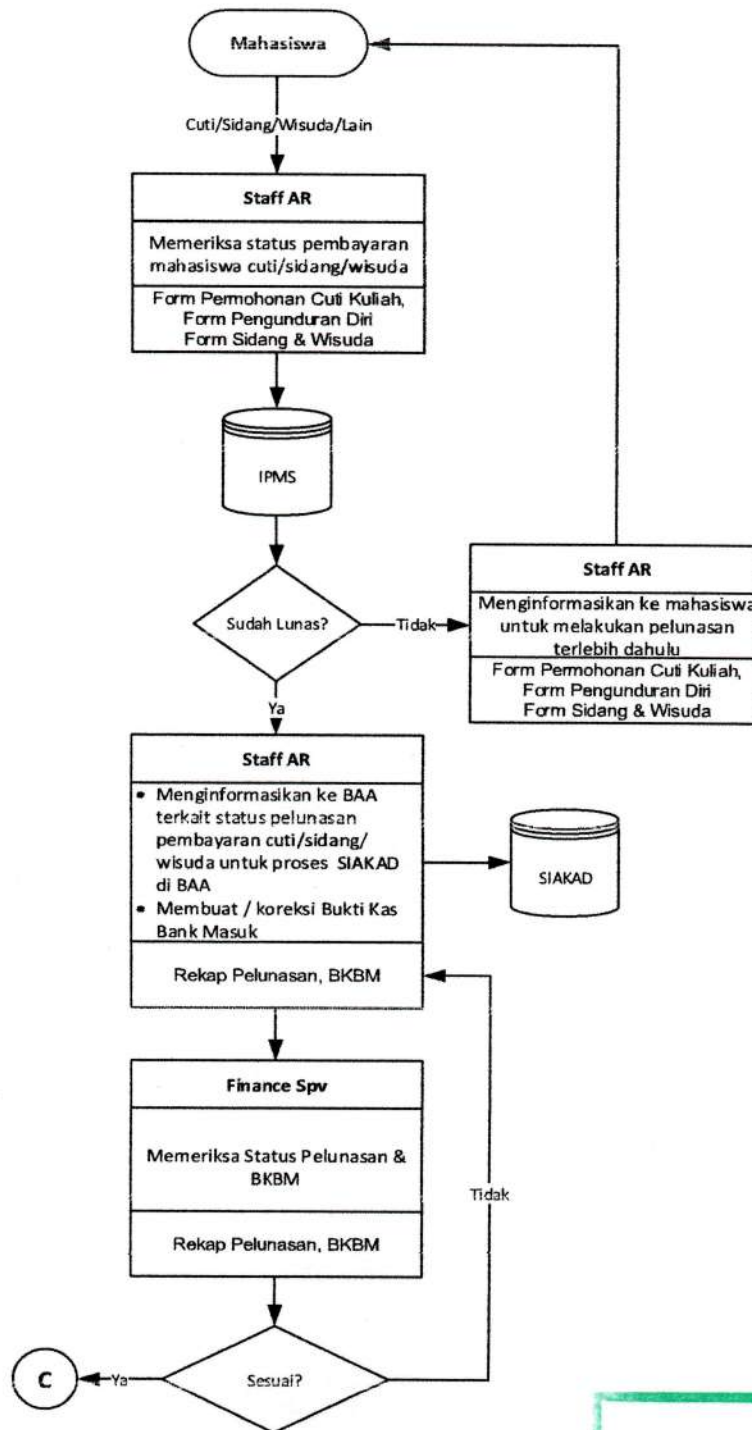 Mahasiswa
Cuti/Sidang/Wisuda/Lain
Staff AR
Memeriksa status pembayaran
mahasiswa cuti/sidang/wisuda
Form Permohonan Cuti Kuliah,
Form Pengunduran Diri
Form Sidang & Wisuda
IPMS
Sudah Lunas?
Tidak
Staff AR
Menginformasikan ke mahasiswa
untuk melakukan pelunasan
terlebih dahulu
Form Permohonan Cuti Kuliah,
Form Pengunduran Diri
Form Sidang & Wisuda
Ya
Staff AR
• Menginformasikan ke BAA
terkait status pelunasan
pembayaran cuti/sidang/
wisuda untuk proses SIAKAD
di BAA
• Membuat / koreksi Bukti Kas
Bank Masuk
Rekap Pelunasan, BKBM
SIAKAD
Finance Spv
Memeriksa Status Pelunasan &
BKBM
Rekap Pelunasan, BKBM
Tidak
Sesuai?
Ya
C